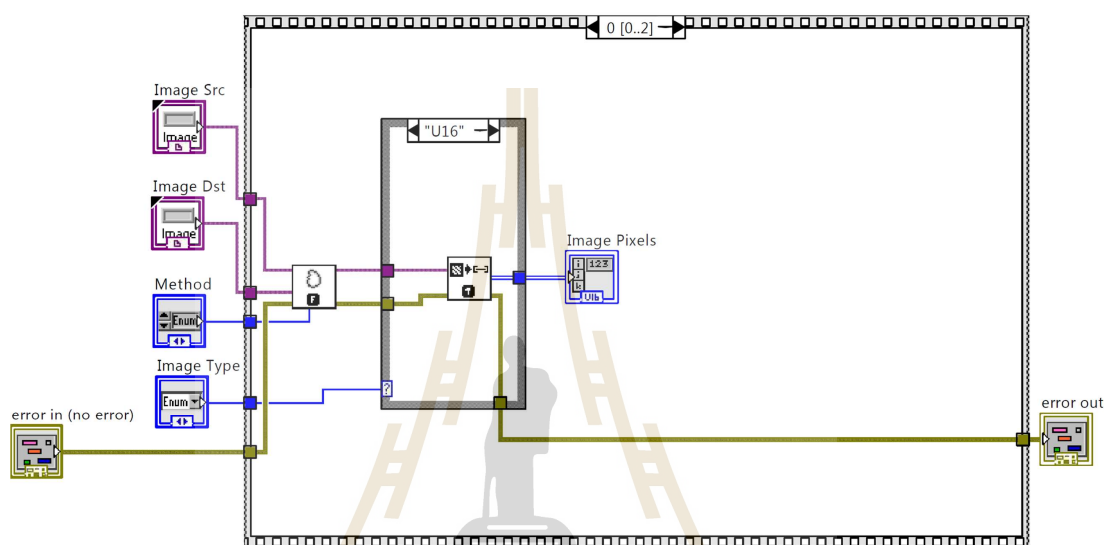 0 [0..2]
Image Src
Image
"U16"
Image Dst
Image
Image Pixels
i 123
j
k
U16
F
Method
Enum
Image Type
Enum
?
error in (no error)
error out